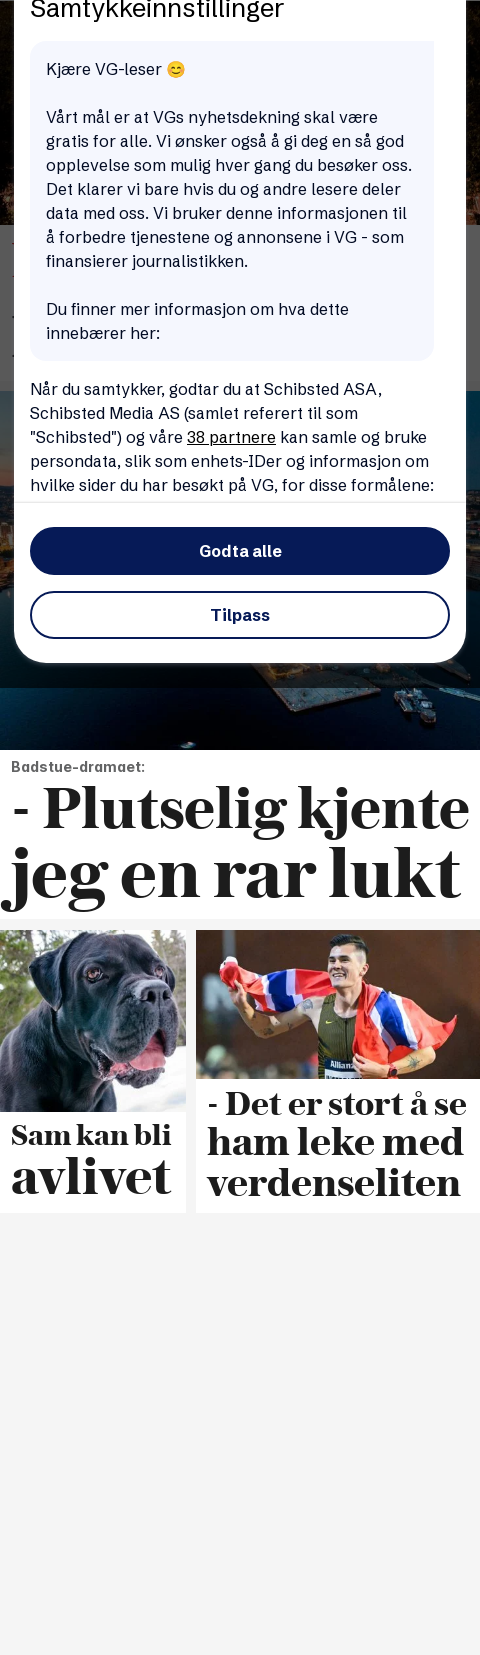 Samtykkeinnstillinger
Kjære VG-leser 😊
Vårt mål er at VGs nyhetsdekning skal være
gratis for alle. Vi ønsker også å gi deg en så god
opplevelse som mulig hver gang du besøker oss.
Det klarer vi bare hvis du og andre lesere deler
data med oss. Vi bruker denne informasjonen til
å forbedre tjenestene og annonsene i VG - som
finansierer journalistikken.
Du finner mer informasjon om hva dette
innebærer her:
Når du samtykker, godtar du at Schibsted ASA,
Schibsted Media AS (samlet referert til som
"Schibsted") og våre 38 partnere kan samle og bruke
persondata, slik som enhets-IDer og informasjon om
hvilke sider du har besøkt på VG, for disse formålene:
Godta alle
Tilpass
Badstue-dramaet:
- Plutselig kjente
jeg en rar lukt
Sam kan bli
avlivet
Allianz
- Det er stort å se
ham leke med
verdenseliten